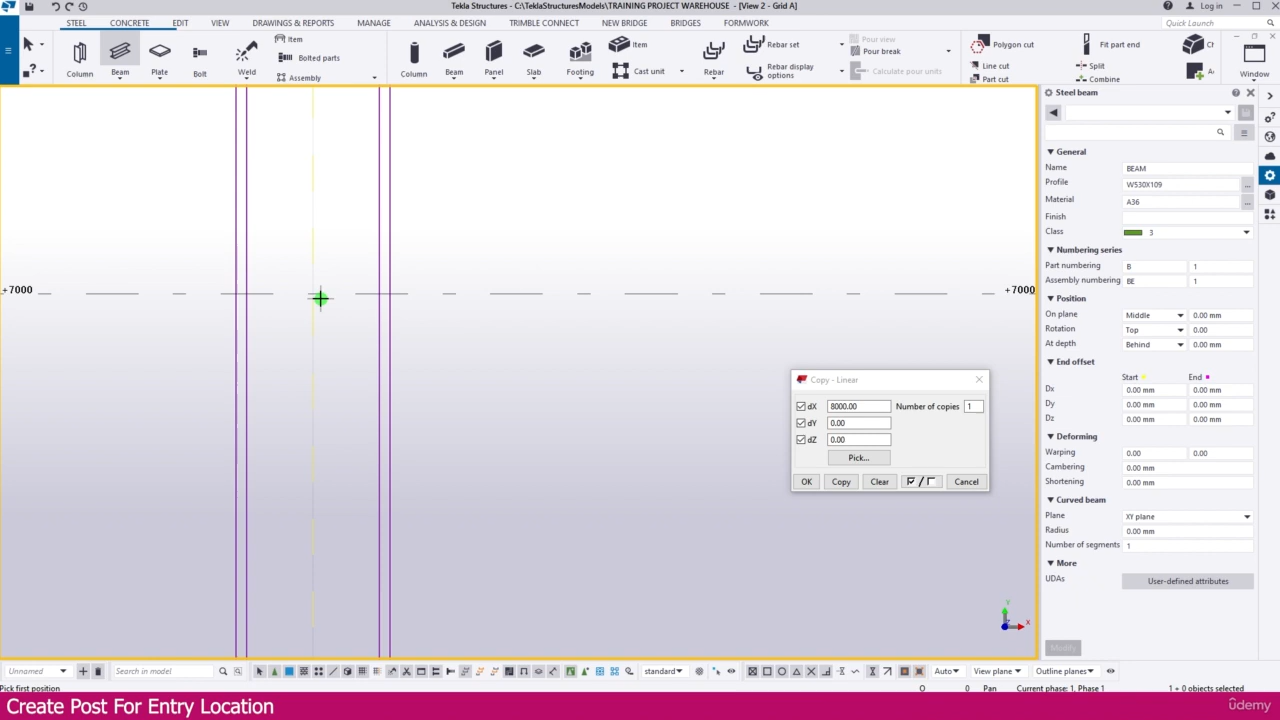 Tekla Structures - C:\TeklaStructuresModels\TRAINING PROJECT WAREHOUSE - [View 2 - Grid A]
Log in
STEEL CONCRETE EDIT VIEW DRAWINGS & REPORTS MANAGE ANALYSIS & DESIGN TRIMBLE CONNECT NEW BRIDGE BRIDGES FORMWORK
Quick Launch
Column Beam Plate Bolt Weld
Item
Bolted parts
Assembly
Column Beam Panel Slab Footing
Item
Cast unit
Rebar
Rebar set
Rebar display options
Pour view
Pour break
Calculate pour units
Polygon cut
Line cut
Part cut
Fit part end
Split
Combine
Window
Steel beam
General
Name BEAM
Profile W530X109
Material A36
Finish
Class 3
Numbering series
Part numbering B 1
Assembly numbering BE 1
Position
On plane Middle 0.00 mm
Rotation Top 0.00
At depth Behind 0.00 mm
End offset
Start End
Dx 0.00 mm 0.00 mm
Dy 0.00 mm 0.00 mm
Dz 0.00 mm 0.00 mm
Deforming
Warping 0.00 0.00
Cambering 0.00 mm
Shortening 0.00 mm
Curved beam
Plane XY plane
Radius 0.00 mm
Number of segments 1
More
UDAs User-defined attributes
Modify
+7000 +7000
Copy - Linear
dX 8000.00 Number of copies 1
dY 0.00
dZ 0.00
Pick...
OK Copy Clear / Cancel
Y
X
Unnamed Search in model standard Auto View plane Outline planes
Pick first position O 0 Pan Current phase: 1, Phase 1 1 + 0 objects selected
Create Post For Entry Location
ûdemy